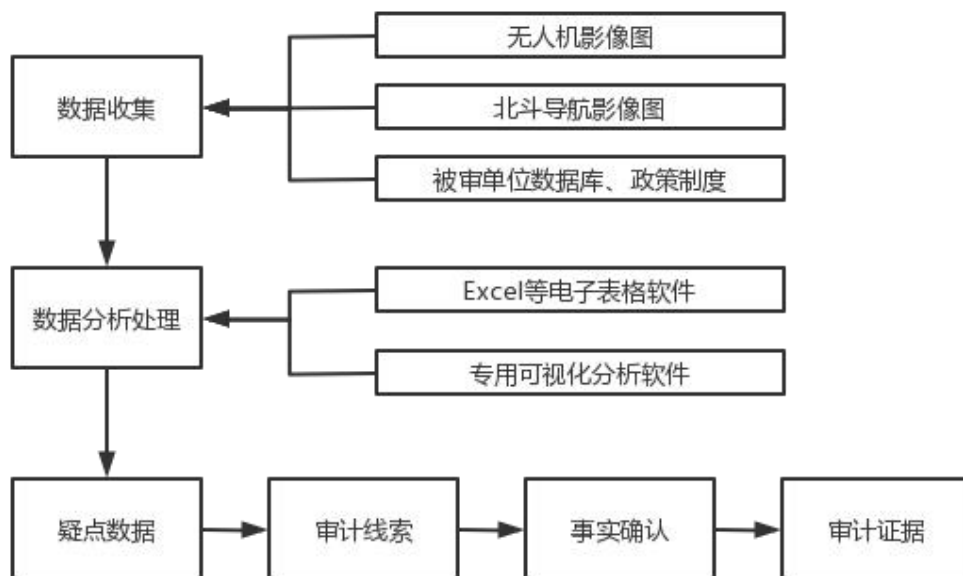 无人机影像图
数据收集
北斗导航影像图
被审单位数据库、政策制度
Excel等电子表格软件
数据分析处理
专用可视化分析软件
疑点数据
审计线索
事实确认
审计证据